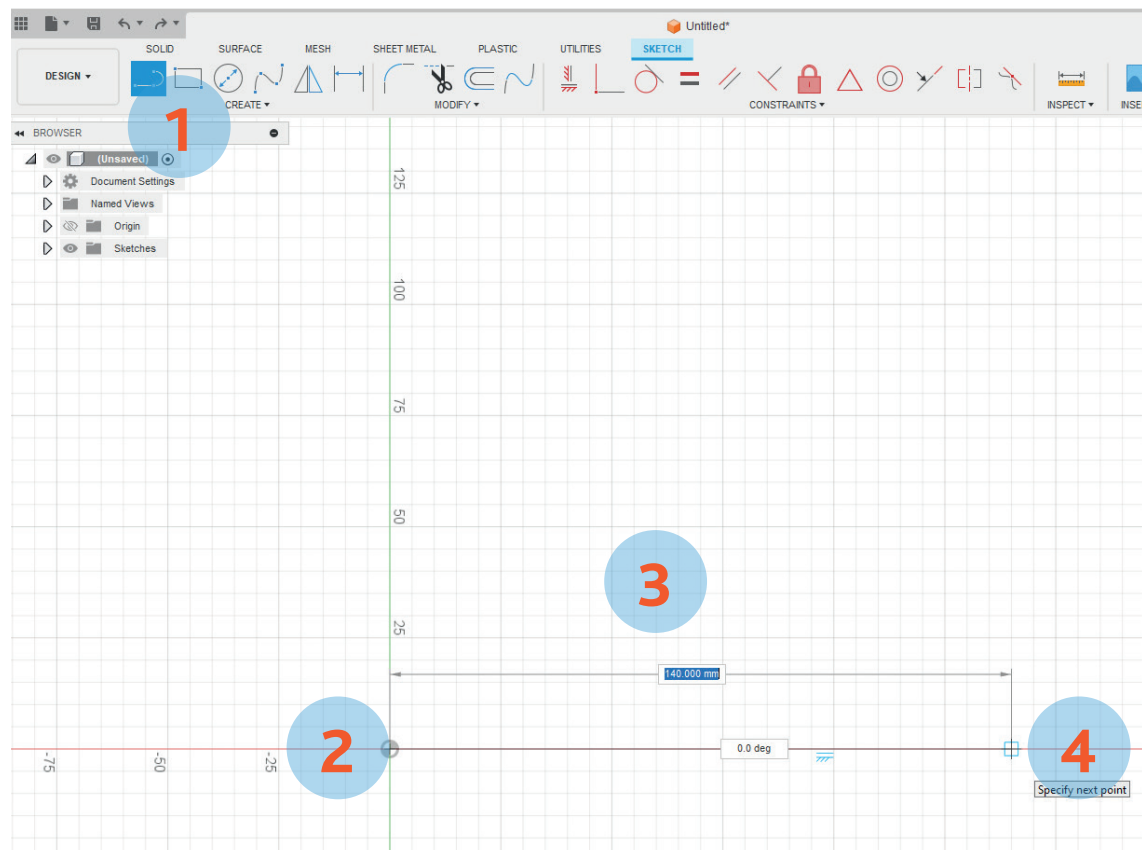 Untitled*
SOLID SURFACE MESH SHEET METAL PLASTIC UTILITIES SKETCH
DESIGN
CREATE MODIFY CONSTRAINTS INSPECT INSE
1
BROWSER
(Unsaved)
Document Settings
Named Views
Origin
Sketches
125
100
75
50
3
25
140.000 mm
2
0.0 deg
4
-75 -50 -25
Specify next point